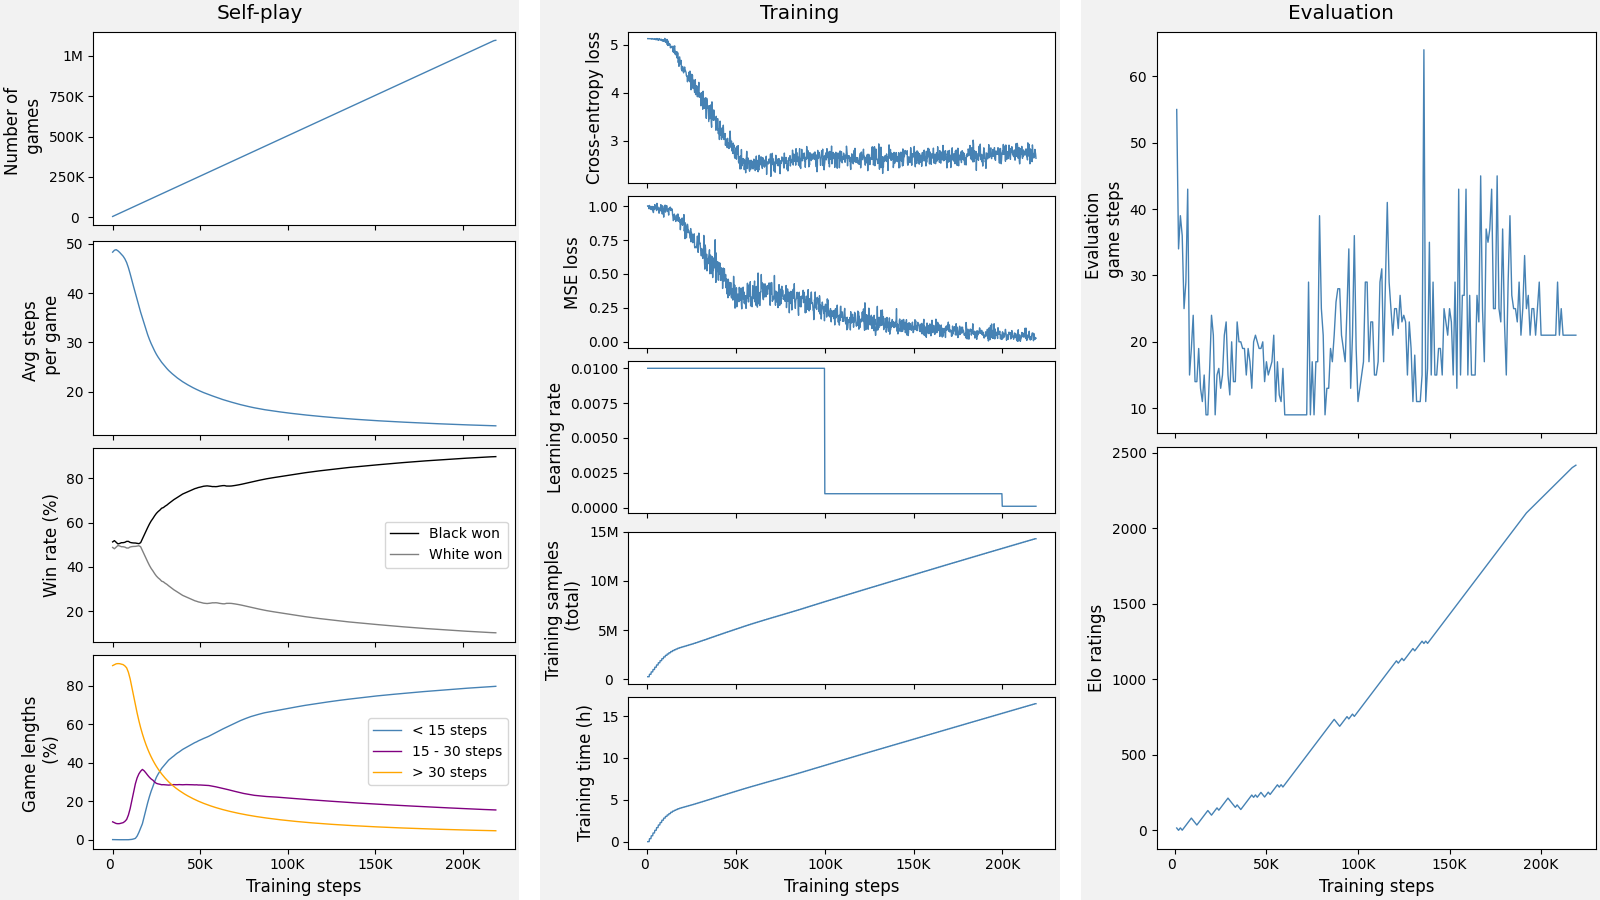 Self-play
Number of
games
1M
750K
500K
250K
0
Avg steps
per game
50
40
30
20
Win rate (%)
80
60
40
20
Black won
White won
Game lengths
(%)
80
60
40
20
0
< 15 steps
15 - 30 steps
> 30 steps
0 50K 100K 150K 200K
Training steps
Training
Cross-entropy loss
5
4
3
MSE loss
1.00
0.75
0.50
0.25
0.00
Learning rate
0.0100
0.0075
0.0050
0.0025
0.0000
Training samples
(total)
15M
10M
5M
0
Training time (h)
15
10
5
0
0 50K 100K 150K 200K
Training steps
Evaluation
Evaluation
game steps
60
50
40
30
20
10
Elo ratings
2500
2000
1500
1000
500
0
0 50K 100K 150K 200K
Training steps